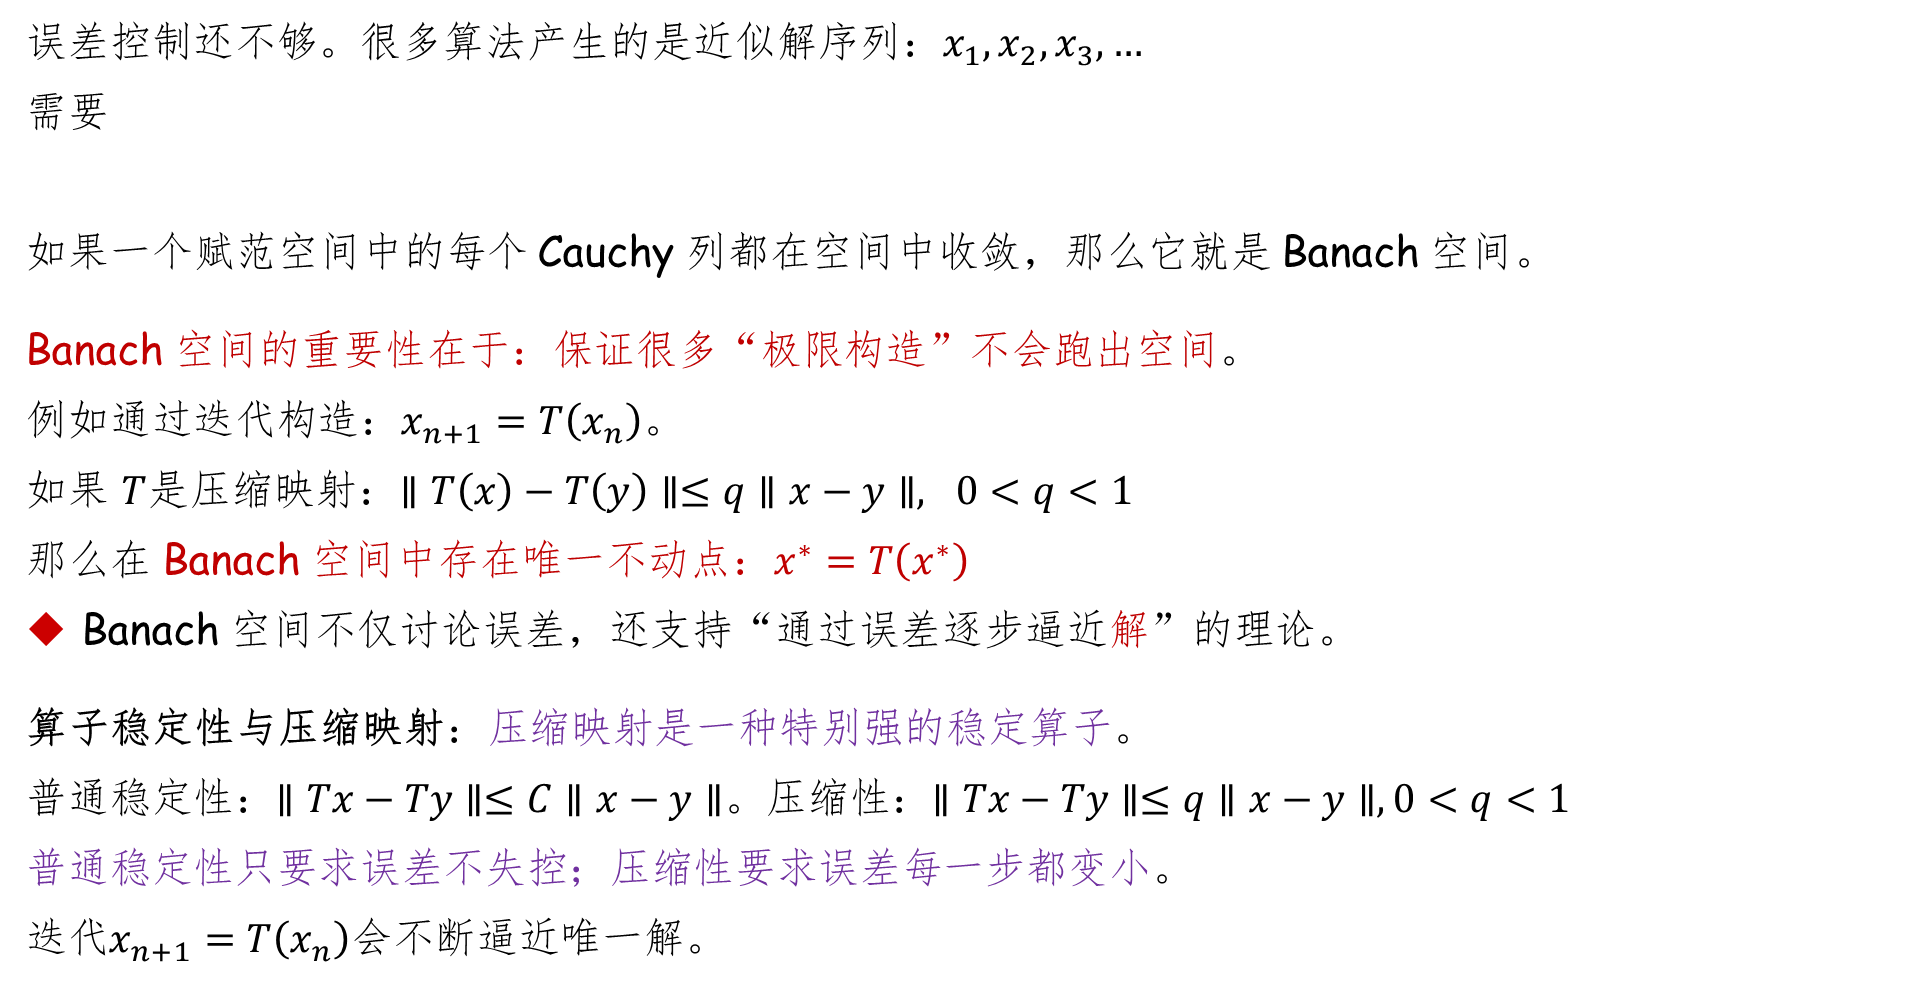 误差控制还不够。很多算法产生的是近似解序列：x₁, x₂, x₃, …
需要
如果一个赋范空间中的每个 Cauchy 列都在空间中收敛，那么它就是 Banach 空间。
Banach 空间的重要性在于：保证很多“极限构造”不会跑出空间。
例如通过迭代构造：xₙ₊₁ = T(xₙ)。
如果 T是压缩映射：∥ T(x) − T(y) ∥≤ q ∥ x − y ∥, 0 < q < 1
那么在 Banach 空间中存在唯一不动点：x* = T(x*)
◆ Banach 空间不仅讨论误差，还支持“通过误差逐步逼近解”的理论。
算子稳定性与压缩映射：压缩映射是一种特别强的稳定算子。
普通稳定性：∥ Tx − Ty ∥≤ C ∥ x − y ∥。压缩性：∥ Tx − Ty ∥≤ q ∥ x − y ∥, 0 < q < 1
普通稳定性只要求误差不失控；压缩性要求误差每一步都变小。
迭代xₙ₊₁ = T(xₙ)会不断逼近唯一解。